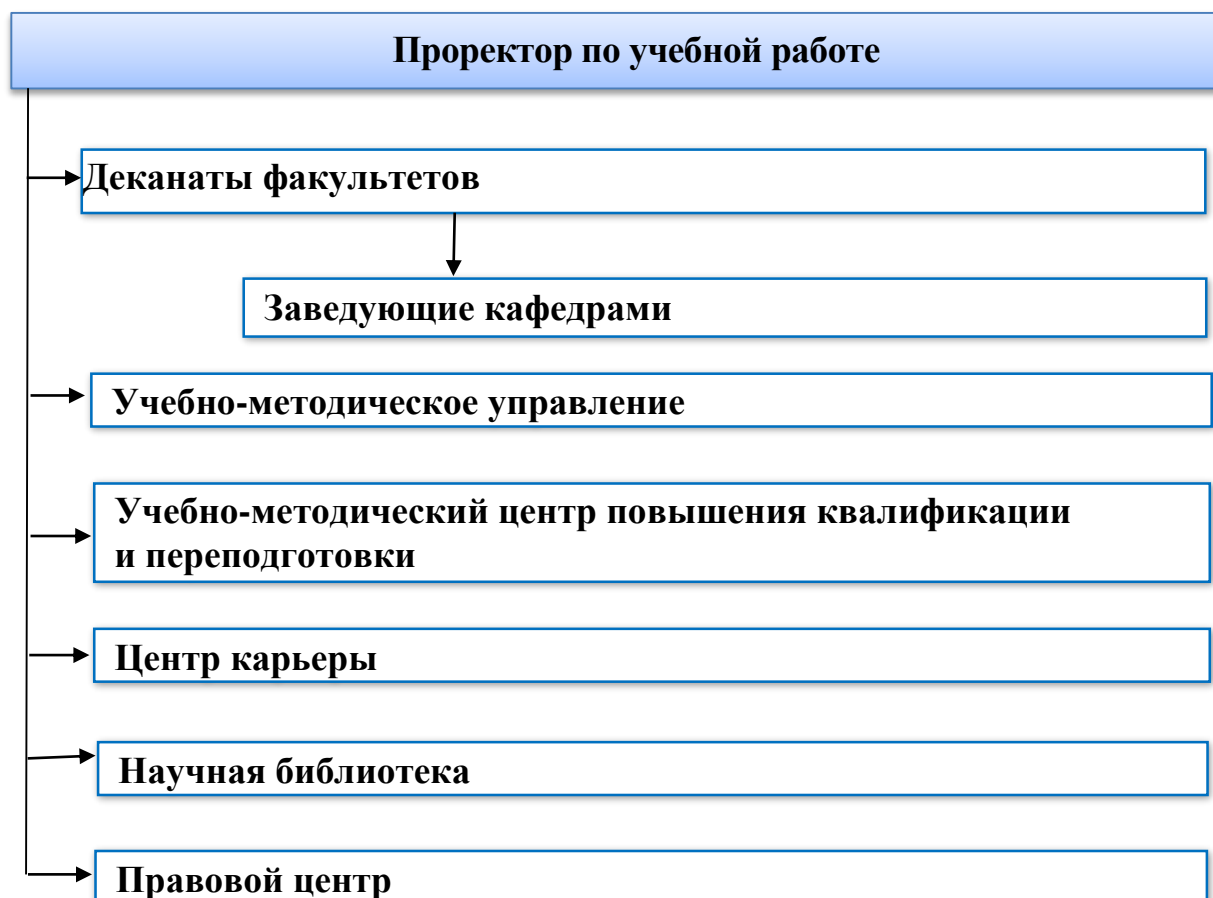 Проректор по учебной работе
Деканаты факультетов
Заведующие кафедрами
Учебно-методическое управление
Учебно-методический центр повышения квалификации
и переподготовки
Центр карьеры
Научная библиотека
Правовой центр